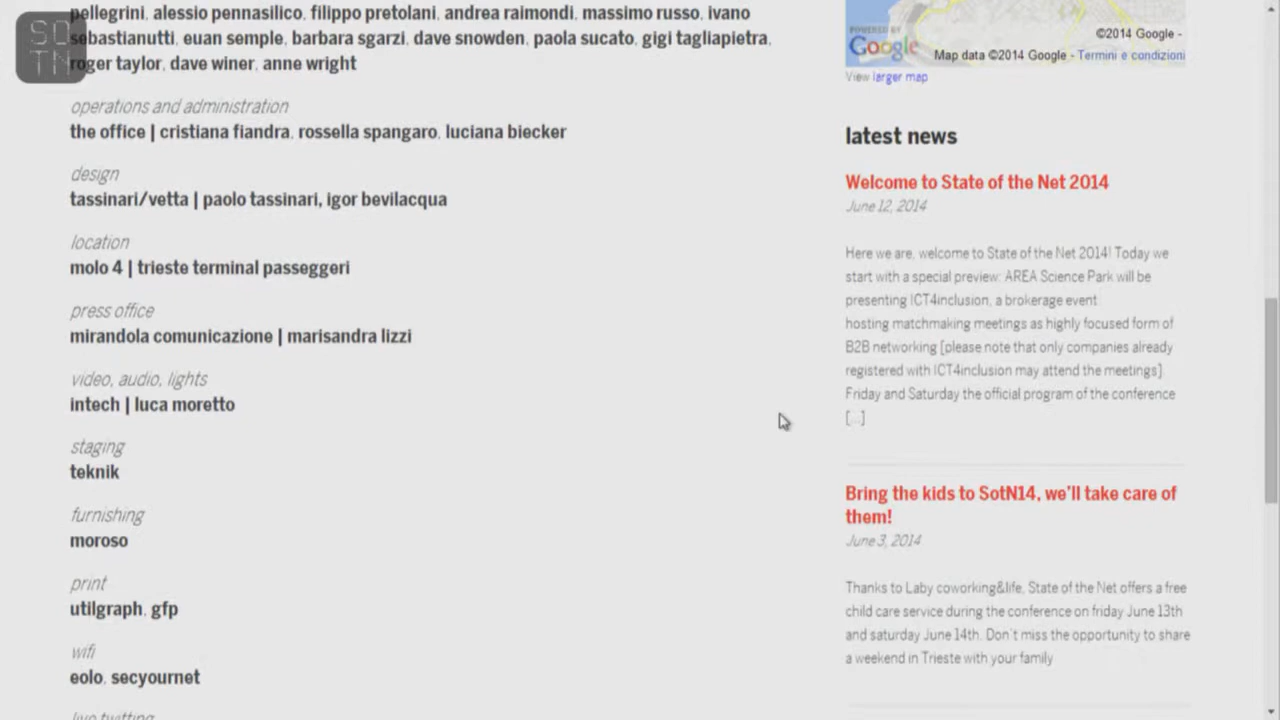 SO
TN
pellegrini, alessio pennasilico, filippo pretolani, andrea raimondi, massimo russo, ivano
sebastianutti, suan semple, barbara sgarzi, dave snowden, paola sucato, gigi tagliapietra,
roger taylor, dave winer, anne wright
operations and administration
the office | cristiana fiandra, rossella spangaro, luciana biecker
design
tassinari/vetta | paolo tassinari, igor bevilacqua
location
molo 4 | trieste terminal passeggeri
press office
mirandola comunicazione | marisandra lizzi
video, audio, lights
intech | luca moretto
staging
teknik
furnishing
moroso
print
utilgraph, gfp
wifi
eolo, secyournet
live twitting
POWERED BY
Google
©2014 Google -
Map data ©2014 Google - Termini e condizioni
View larger map
latest news
Welcome to State of the Net 2014
June 12, 2014
Here we are, welcome to State of the Net 2014! Today we
start with a special preview: AREA Science Park will be
presenting ICT4inclusion, a brokerage event
hosting matchmaking meetings as highly focused form of
B2B networking [please note that only companies already
registered with ICT4inclusion may attend the meetings]
Friday and Saturday the official program of the conference
[...]
Bring the kids to SotN14, we'll take care of
them!
June 3, 2014
Thanks to Laby coworking&life, State of the Net offers a free
child care service during the conference on friday June 13th
and saturday June 14th. Don't miss the opportunity to share
a weekend in Trieste with your family